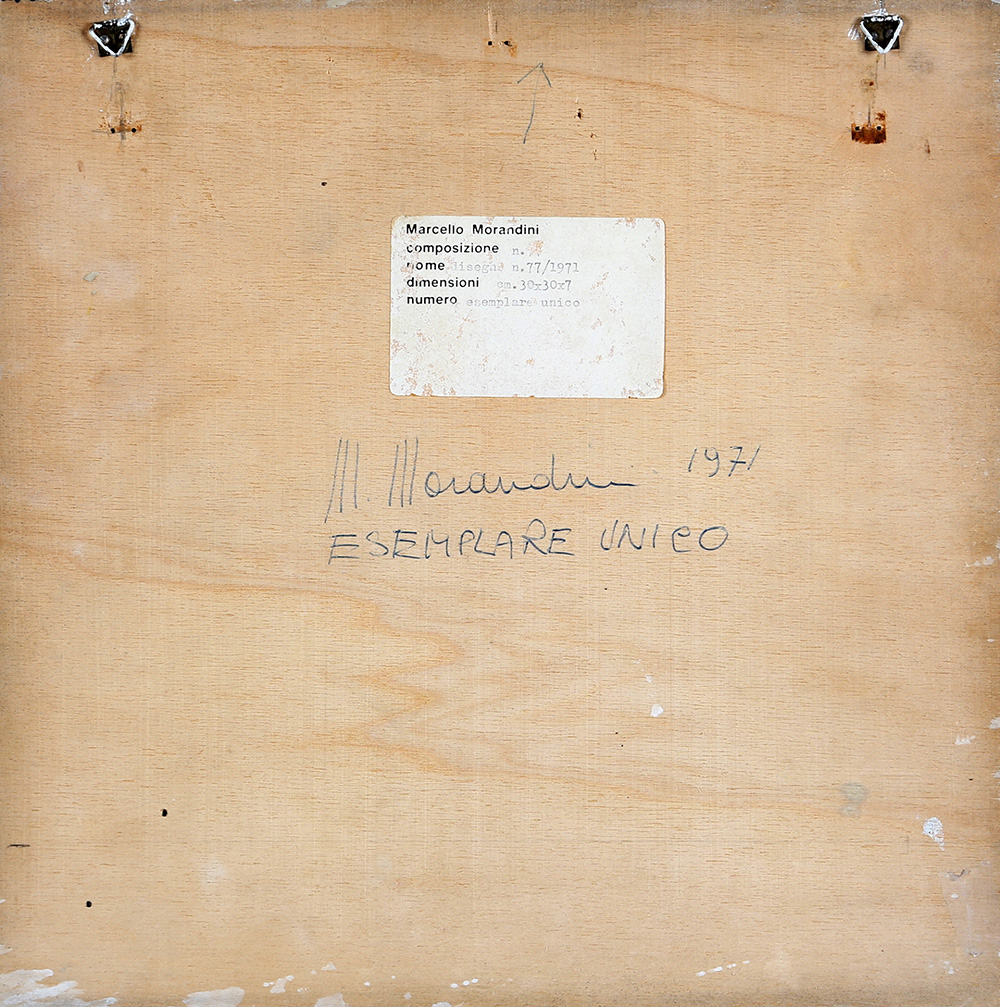 Marcello Morandini
composizione n.
nome disegno n.77/1971
dimensioni cm.30x30x7
numero esemplare unico
M. Morandini 1971
ESEMPLARE UNICO